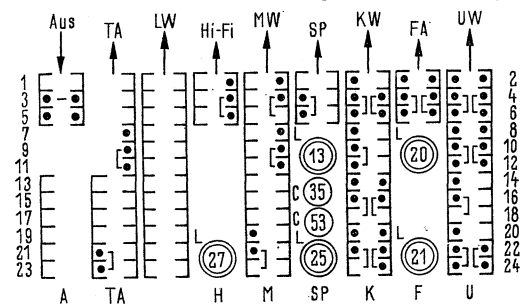 Aus TA LW Hi-Fi MW SP KW FA UW
1 2
3 4
5 6
7 L L 8
9 13 20 10
11 12
13 14
15 C 35 16
17 C 53 18
19 L L L 20
21 27 25 21 22
23 24
A TA H M SP K F U